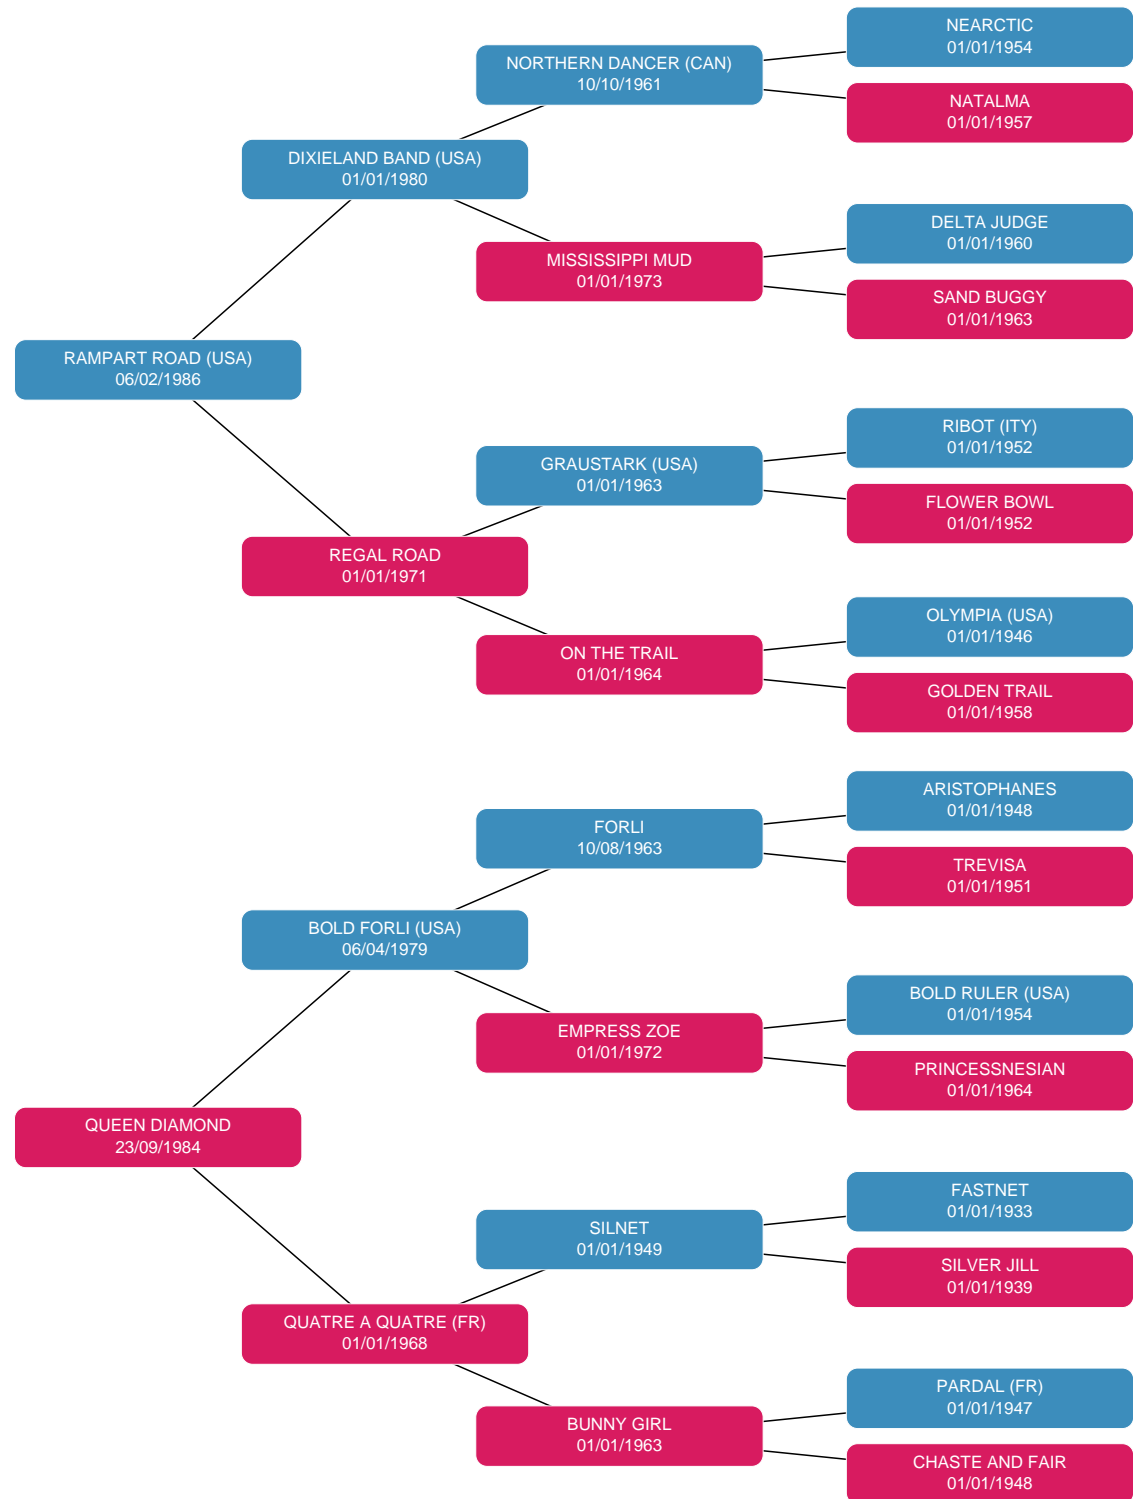 NEARCTIC
01/01/1954
NORTHERN DANCER (CAN)
10/10/1961
NATALMA
01/01/1957
DIXIELAND BAND (USA)
01/01/1980
DELTA JUDGE
01/01/1960
MISSISSIPPI MUD
01/01/1973
SAND BUGGY
01/01/1963
RAMPART ROAD (USA)
06/02/1986
RIBOT (ITY)
01/01/1952
GRAUSTARK (USA)
01/01/1963
FLOWER BOWL
01/01/1952
REGAL ROAD
01/01/1971
OLYMPIA (USA)
01/01/1946
ON THE TRAIL
01/01/1964
GOLDEN TRAIL
01/01/1958
ARISTOPHANES
01/01/1948
FORLI
10/08/1963
TREVISA
01/01/1951
BOLD FORLI (USA)
06/04/1979
BOLD RULER (USA)
01/01/1954
EMPRESS ZOE
01/01/1972
PRINCESSNESIAN
01/01/1964
QUEEN DIAMOND
23/09/1984
FASTNET
01/01/1933
SILNET
01/01/1949
SILVER JILL
01/01/1939
QUATRE A QUATRE (FR)
01/01/1968
PARDAL (FR)
01/01/1947
BUNNY GIRL
01/01/1963
CHASTE AND FAIR
01/01/1948